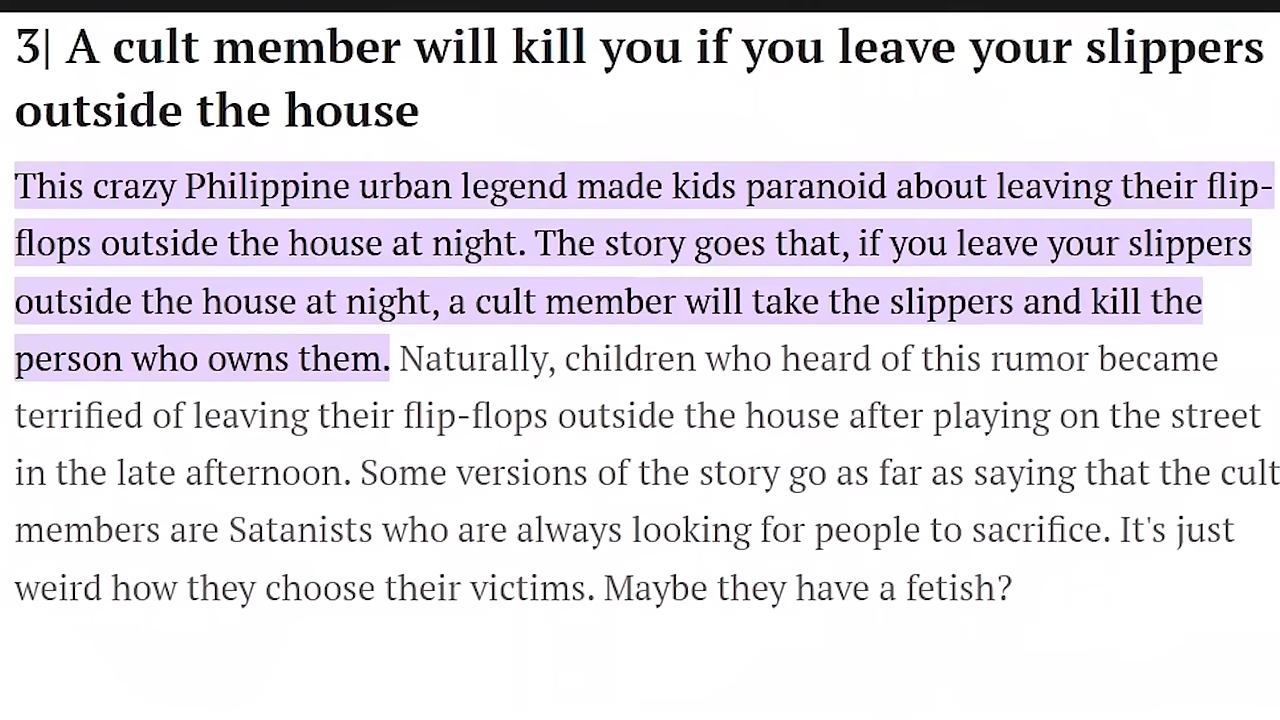 3| A cult member will kill you if you leave your slippers
outside the house
This crazy Philippine urban legend made kids paranoid about leaving their flip-
flops outside the house at night. The story goes that, if you leave your slippers
outside the house at night, a cult member will take the slippers and kill the
person who owns them. Naturally, children who heard of this rumor became
terrified of leaving their flip-flops outside the house after playing on the street
in the late afternoon. Some versions of the story go as far as saying that the cult
members are Satanists who are always looking for people to sacrifice. It's just
weird how they choose their victims. Maybe they have a fetish?